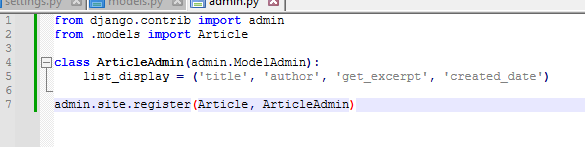 settings.py models.py admin.py
1 from django.contrib import admin
2 from .models import Article
3
4 class ArticleAdmin(admin.ModelAdmin):
5 list_display = ('title', 'author', 'get_excerpt', 'created_date')
6
7 admin.site.register(Article, ArticleAdmin)